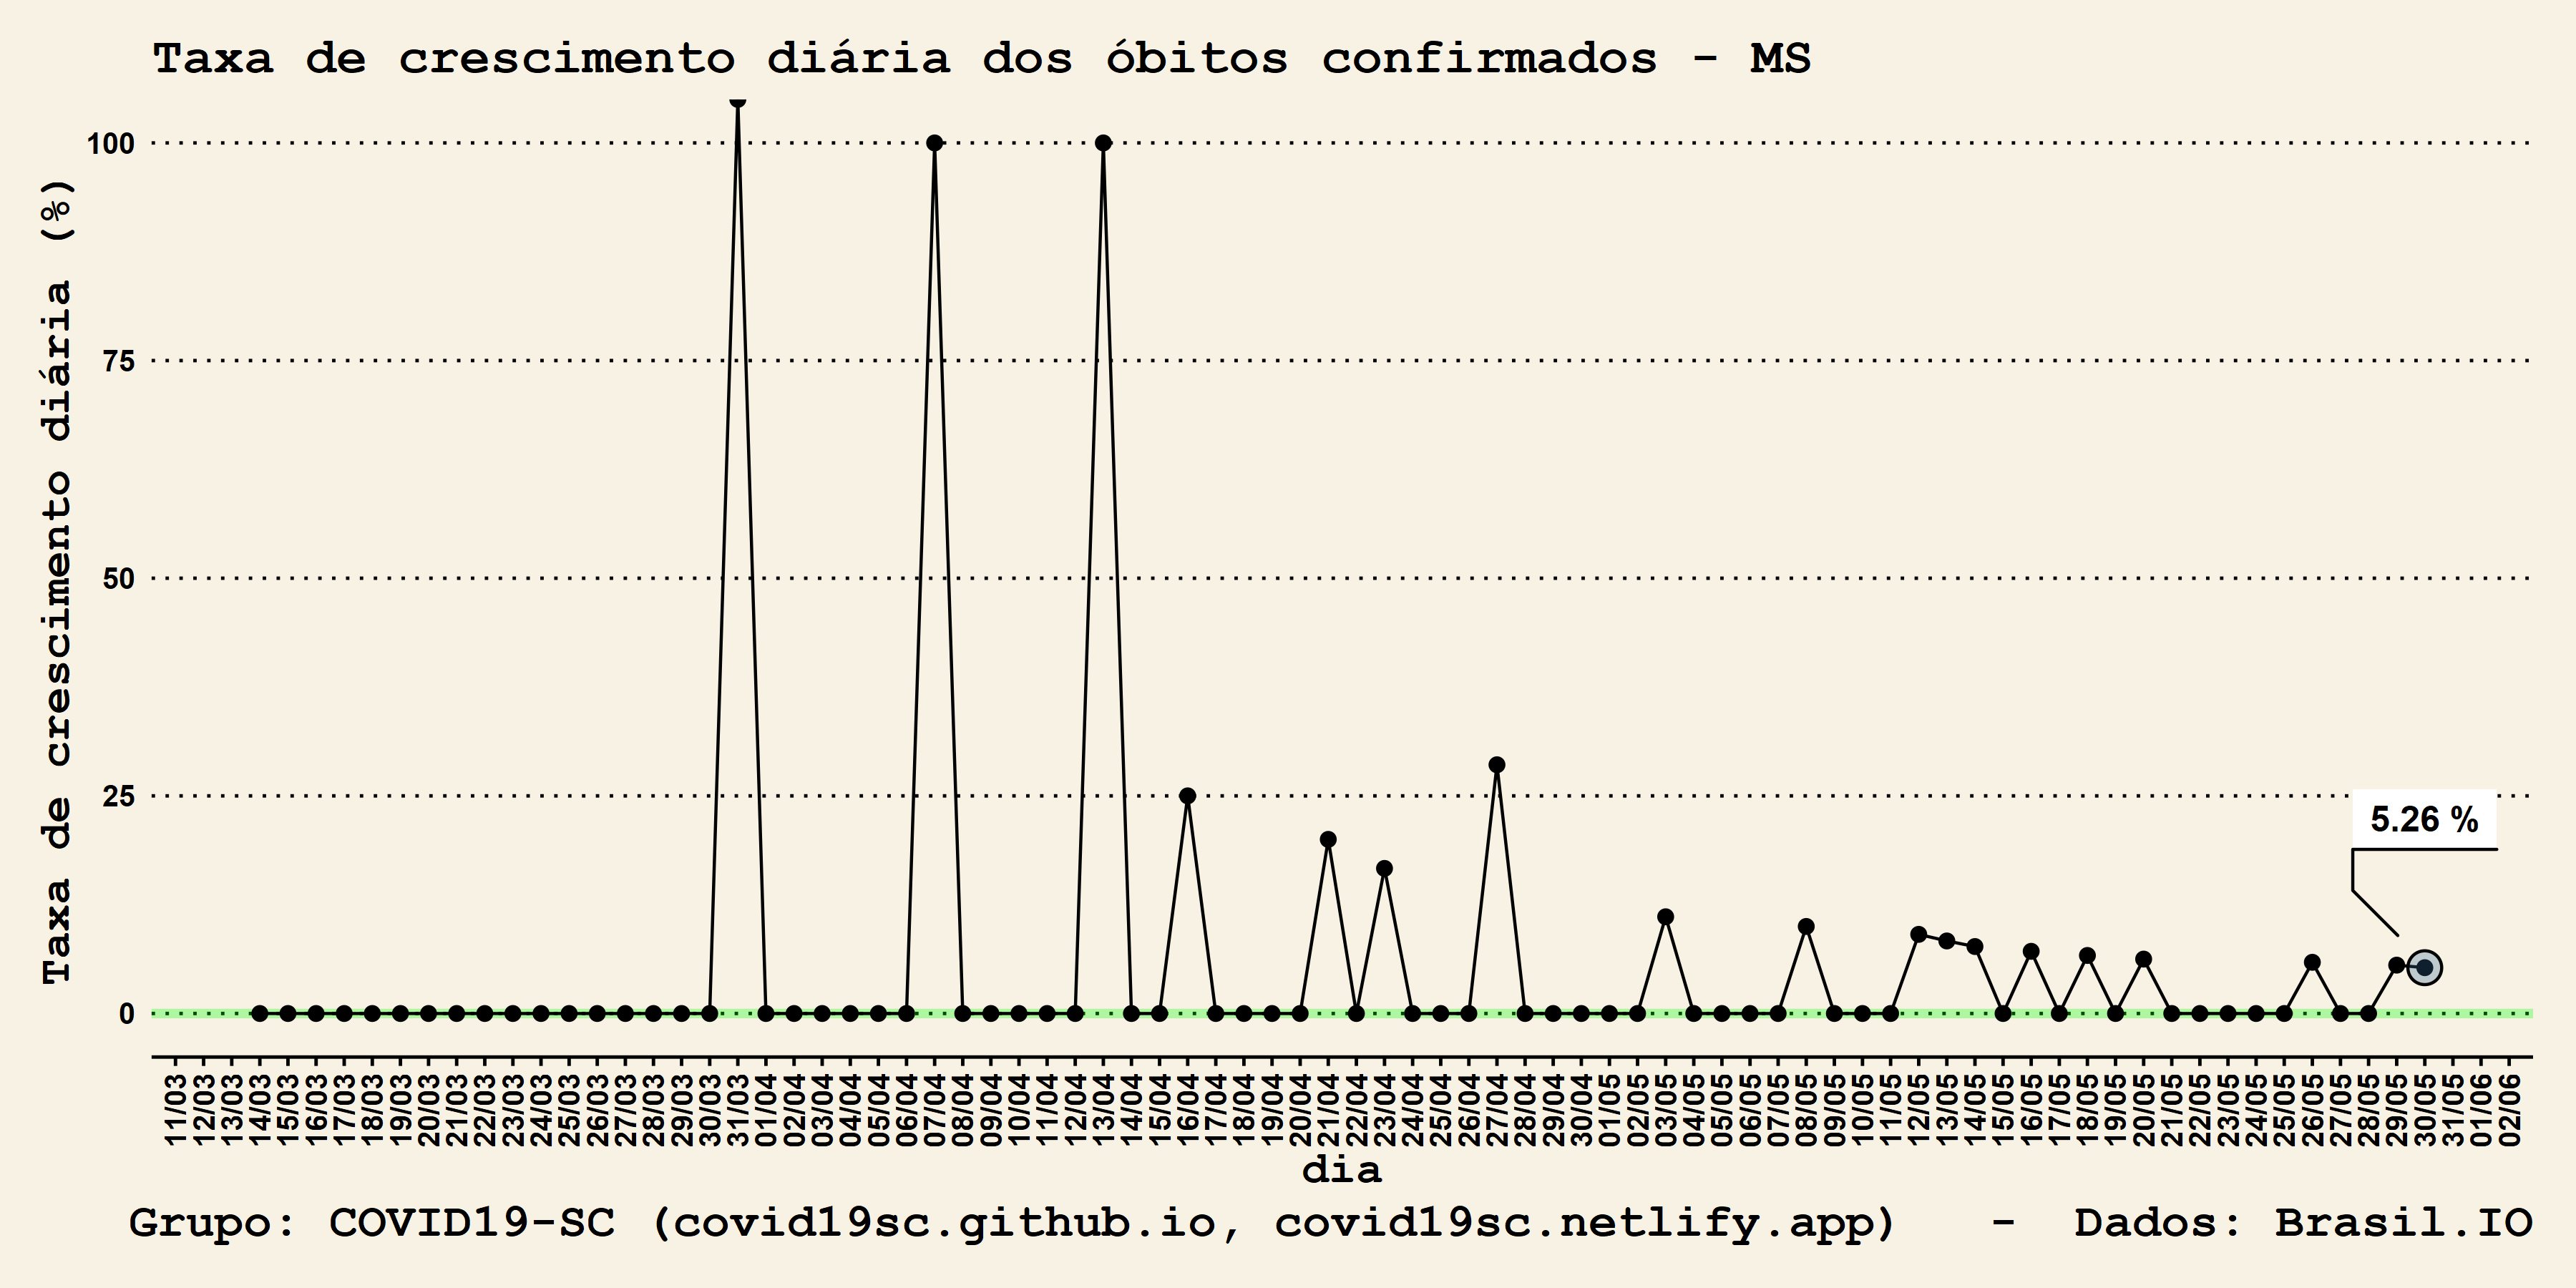 Taxa de crescimento diária dos óbitos confirmados - MS
Taxa de crescimento diária (%)
100
75
50
25
0
5.26 %
11/03 12/03 13/03 14/03 15/03 16/03 17/03 18/03 19/03 20/03 21/03 22/03 23/03 24/03 25/03 26/03 27/03 28/03 29/03 30/03 31/03 01/04 02/04 03/04 04/04 05/04 06/04 07/04 08/04 09/04 10/04 11/04 12/04 13/04 14/04 15/04 16/04 17/04 18/04 19/04 20/04 21/04 22/04 23/04 24/04 25/04 26/04 27/04 28/04 29/04 30/04 01/05 02/05 03/05 04/05 05/05 06/05 07/05 08/05 09/05 10/05 11/05 12/05 13/05 14/05 15/05 16/05 17/05 18/05 19/05 20/05 21/05 22/05 23/05 24/05 25/05 26/05 27/05 28/05 29/05 30/05 31/05 01/06 02/06
dia
Grupo: COVID19-SC (covid19sc.github.io, covid19sc.netlify.app) - Dados: Brasil.IO